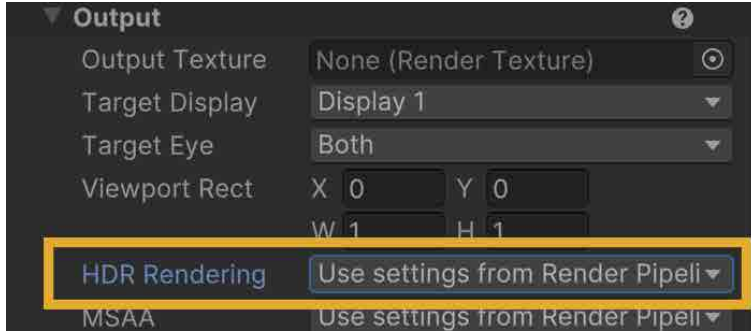 Output
Output Texture None (Render Texture)
Target Display Display 1
Target Eye Both
Viewport Rect X 0 Y 0
W 1 H 1
HDR Rendering Use settings from Render Pipeli
MSAA Use settings from Render Pipeli